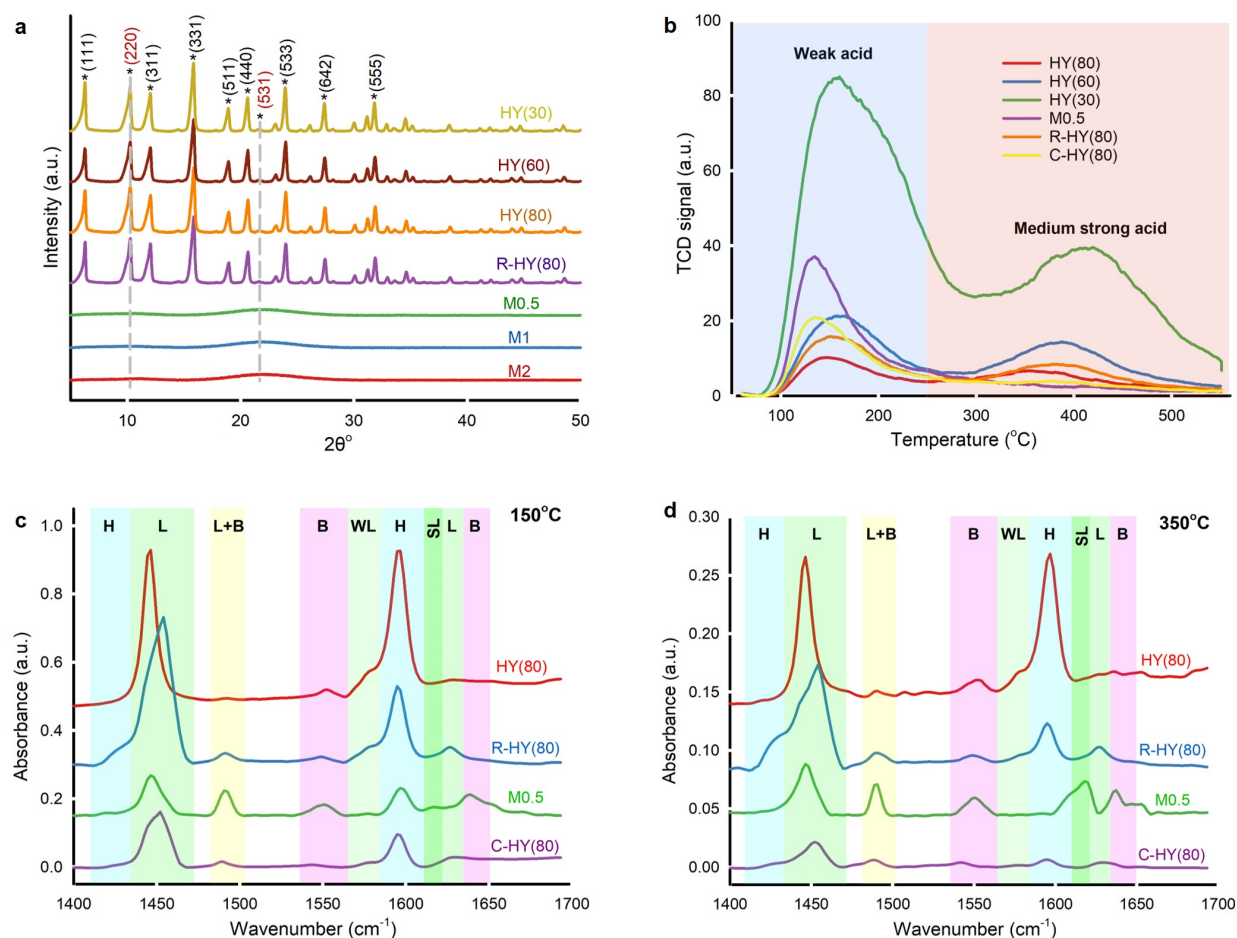 a
*(111)
*(220)
*(311)
*(331)
*(511)
*(440)
*(531)
*(533)
*(642)
*(555)
HY(30)
HY(60)
HY(80)
R-HY(80)
M0.5
M1
M2
Intensity (a.u.)
10 20 30 40 50
2θ°
b
100
80
60
40
20
0
TCD signal (a.u.)
Weak acid
Medium strong acid
HY(80)
HY(60)
HY(30)
M0.5
R-HY(80)
C-HY(80)
100 200 300 400 500
Temperature (°C)
c
H L L+B B WL H SL L B
150°C
1.0
0.8
0.6
0.4
0.2
0.0
Absorbance (a.u.)
HY(80)
R-HY(80)
M0.5
C-HY(80)
1400 1450 1500 1550 1600 1650 1700
Wavenumber (cm⁻¹)
d
H L L+B B WL H SL L B
350°C
0.30
0.25
0.20
0.15
0.10
0.05
0.00
Absorbance (a.u.)
HY(80)
R-HY(80)
M0.5
C-HY(80)
1400 1450 1500 1550 1600 1650 1700
Wavenumber (cm⁻¹)